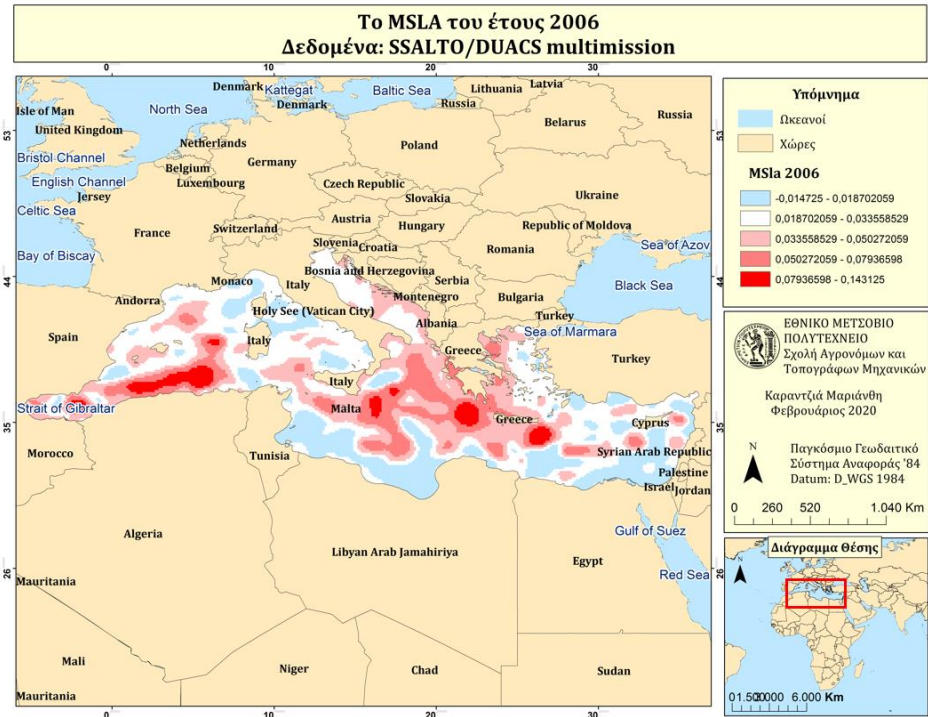 Το MSLA του έτους 2006
Δεδομένα: SSALTO/DUACS multimission
0 10 20 30
Denmark Kattegat Baltic Sea Lithuania Latvia
North Sea Denmark Russia
Isle of Man Belarus Russia
53 United Kingdom 53
Netherlands Poland
Bristol Channel Belgium Germany
English Channel Luxembourg Czech Republic Ukraine
Jersey Slovakia
Celtic Sea Austria Hungary Republic of Moldova
France Switzerland Slovenia Croatia Romania Sea of Azov
Bay of Biscay Bosnia and Herzegovina
44 Monaco Italy Serbia 44
Andorra Montenegro Bulgaria Black Sea
Holy See (Vatican City) Albania Turkey
Spain Italy Greece Sea of Marmara
Turkey
Italy
Strait of Gibraltar Malta Greece Cyprus
35 35
Morocco Tunisia Syrian Arab Republic
Palestine
Israel Jordan
Algeria Libyan Arab Jamahiriya Egypt Gulf of Suez
26 Mauritania Red Sea 26
Mali Niger Chad Sudan
Mauritania
0 10 20 30
Υπόμνημα
Ωκεανοί
Χώρες
MSla 2006
-0,014725 - 0,018702059
0,018702059 - 0,033558529
0,033558529 - 0,050272059
0,050272059 - 0,07936598
0,07936598 - 0,143125
ΕΘΝΙΚΟ ΜΕΤΣΟΒΙΟ
ΠΟΛΥΤΕΧΝΕΙΟ
Σχολή Αγρονόμων και
Τοπογράφων Μηχανικών
Καραντζιά Μαριάνθη
Φεβρουάριος 2020
N
Παγκόσμιο Γεωδαιτικό
Σύστημα Αναφοράς '84
Datum: D_WGS 1984
0 260 520 1.040 Km
Διάγραμμα Θέσης
N
0 1.500 3.000 6.000 Km